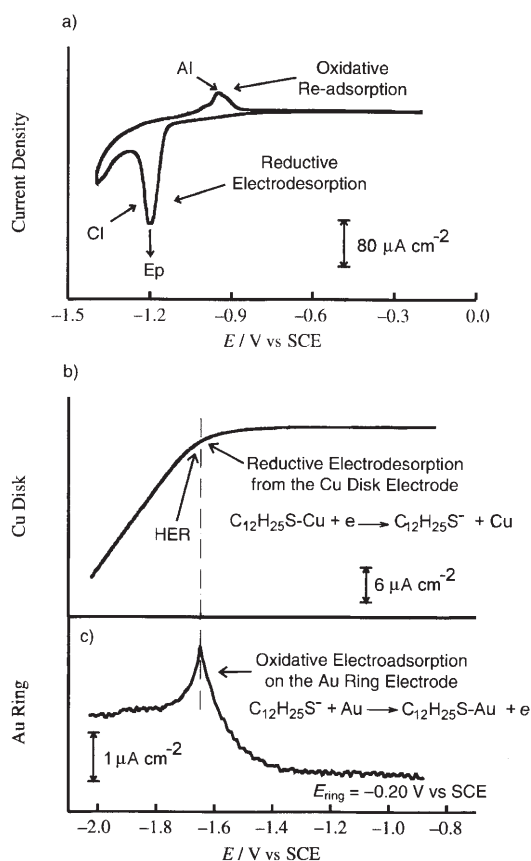 a)
AI
Oxidative
Re-adsorption
Current Density
Reductive
Electrodesorption
CI
Ep
80 μA cm⁻²
−1.5 −1.2 −0.9 −0.6 −0.3 0.0
E / V vs SCE
b)
Cu Disk
Reductive Electrodesorption
from the Cu Disk Electrode
HER
C₁₂H₂₅S-Cu + e → C₁₂H₂₅S⁻ + Cu
6 μA cm⁻²
c)
Au Ring
Oxidative Electroadsorption
on the Au Ring Electrode
C₁₂H₂₅S⁻ + Au → C₁₂H₂₅S-Au + e
1 μA cm⁻²
Ering = −0.20 V vs SCE
−2.0 −1.8 −1.6 −1.4 −1.2 −1.0 −0.8
E / V vs SCE